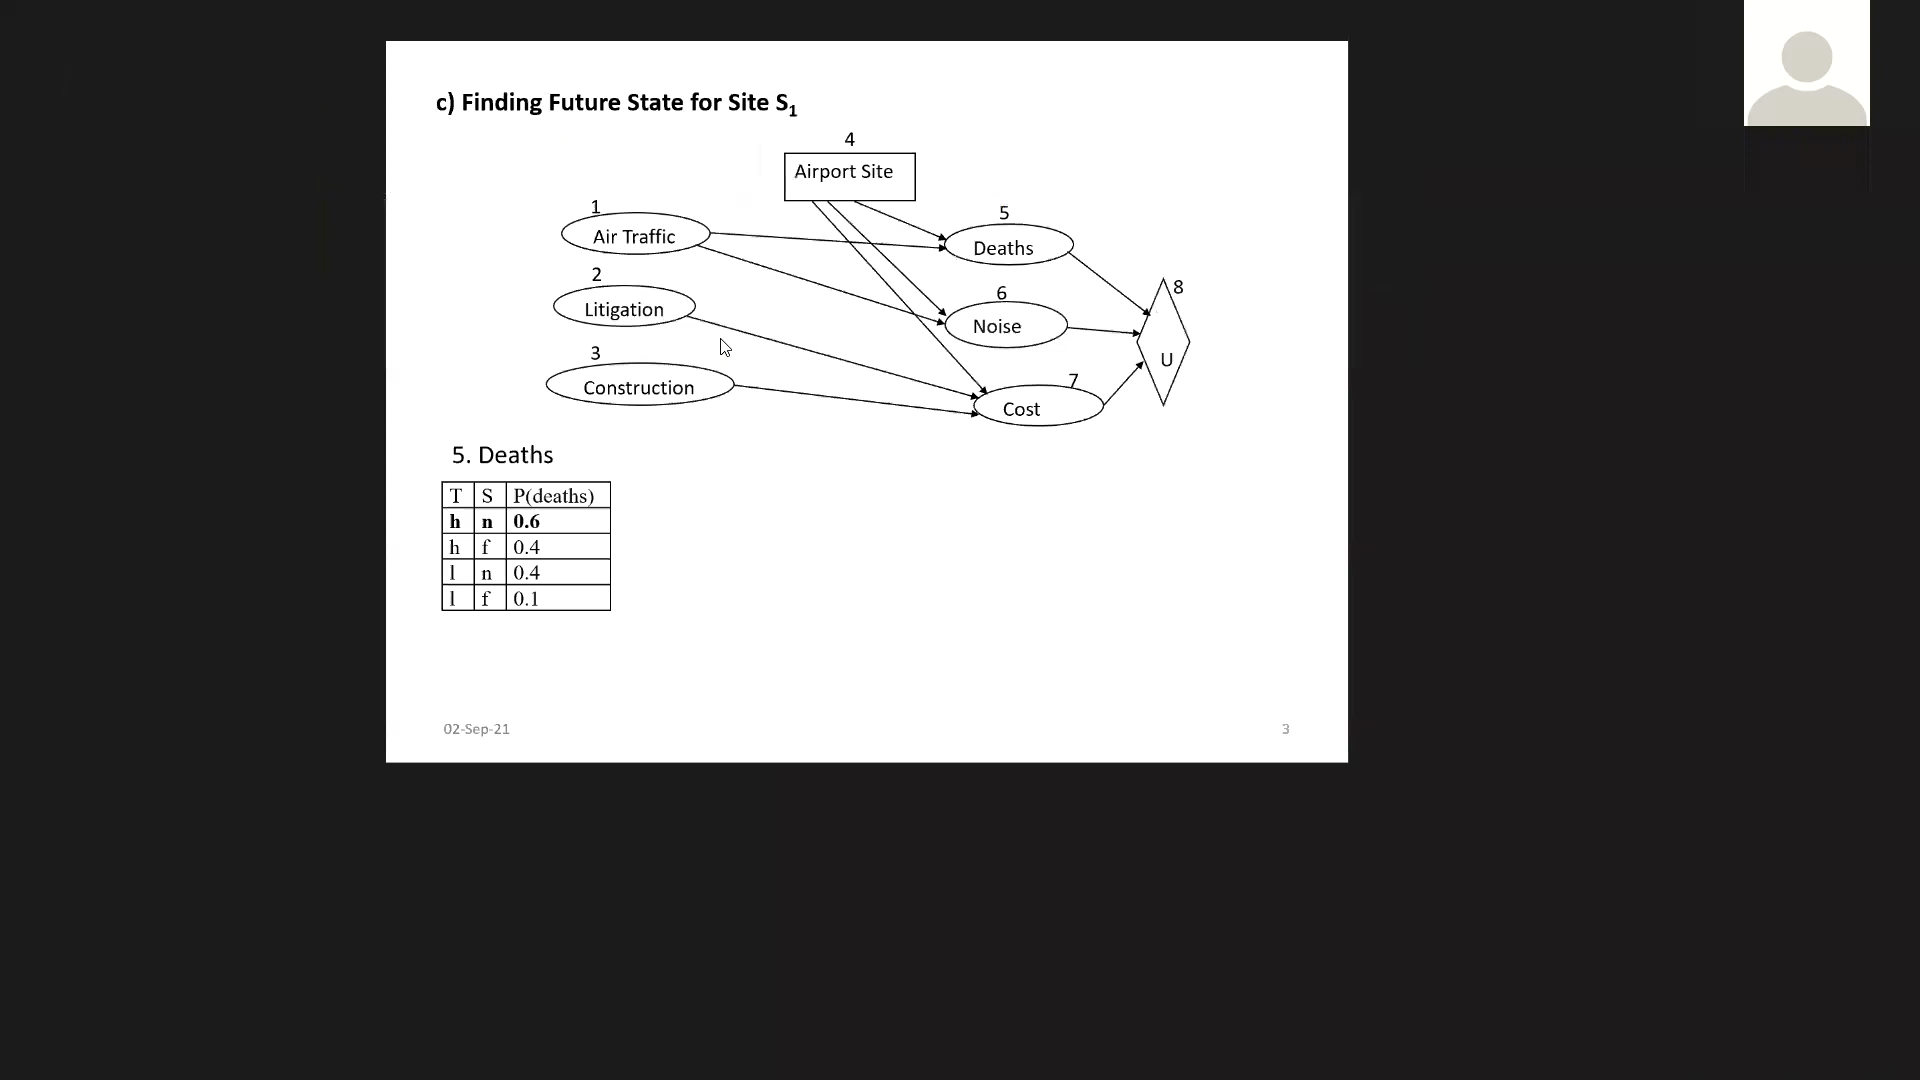 c) Finding Future State for Site S1
4
Airport Site
1
Air Traffic
5
Deaths
2
Litigation
6
Noise
8
U
3
Construction
7
Cost
5. Deaths
T S P(deaths)
h n 0.6
h f 0.4
l n 0.4
l f 0.1
02-Sep-21
3